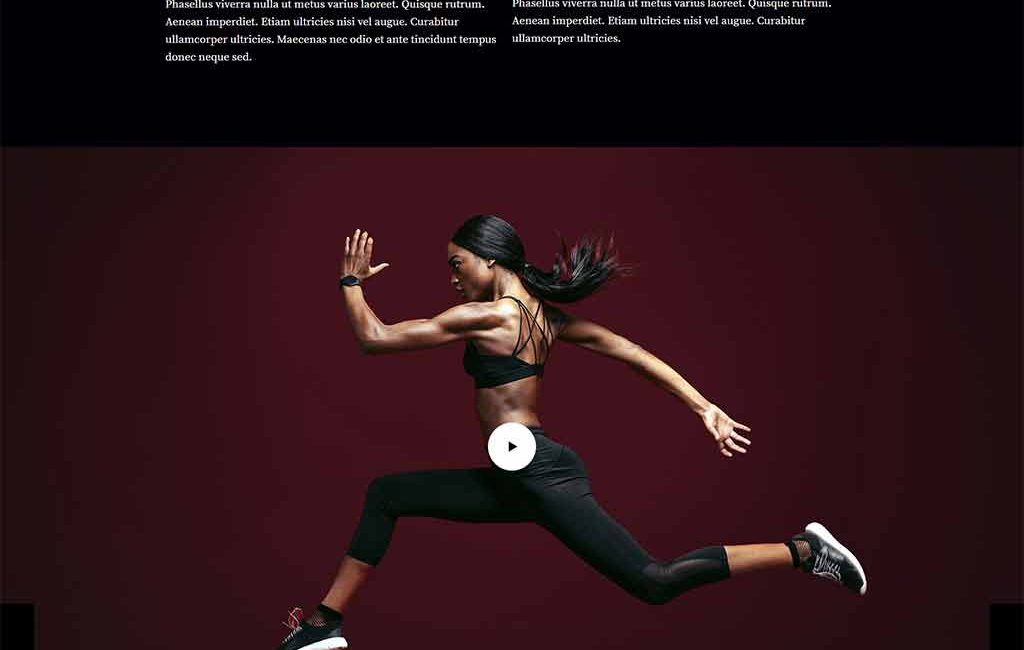 Phasellus viverra nulla ut metus varius laoreet. Quisque rutrum.
Aenean imperdiet. Etiam ultricies nisi vel augue. Curabitur
ullamcorper ultricies. Maecenas nec odio et ante tincidunt tempus
donec neque sed.
Phasellus viverra nulla ut metus varius laoreet. Quisque rutrum.
Aenean imperdiet. Etiam ultricies nisi vel augue. Curabitur
ullamcorper ultricies.